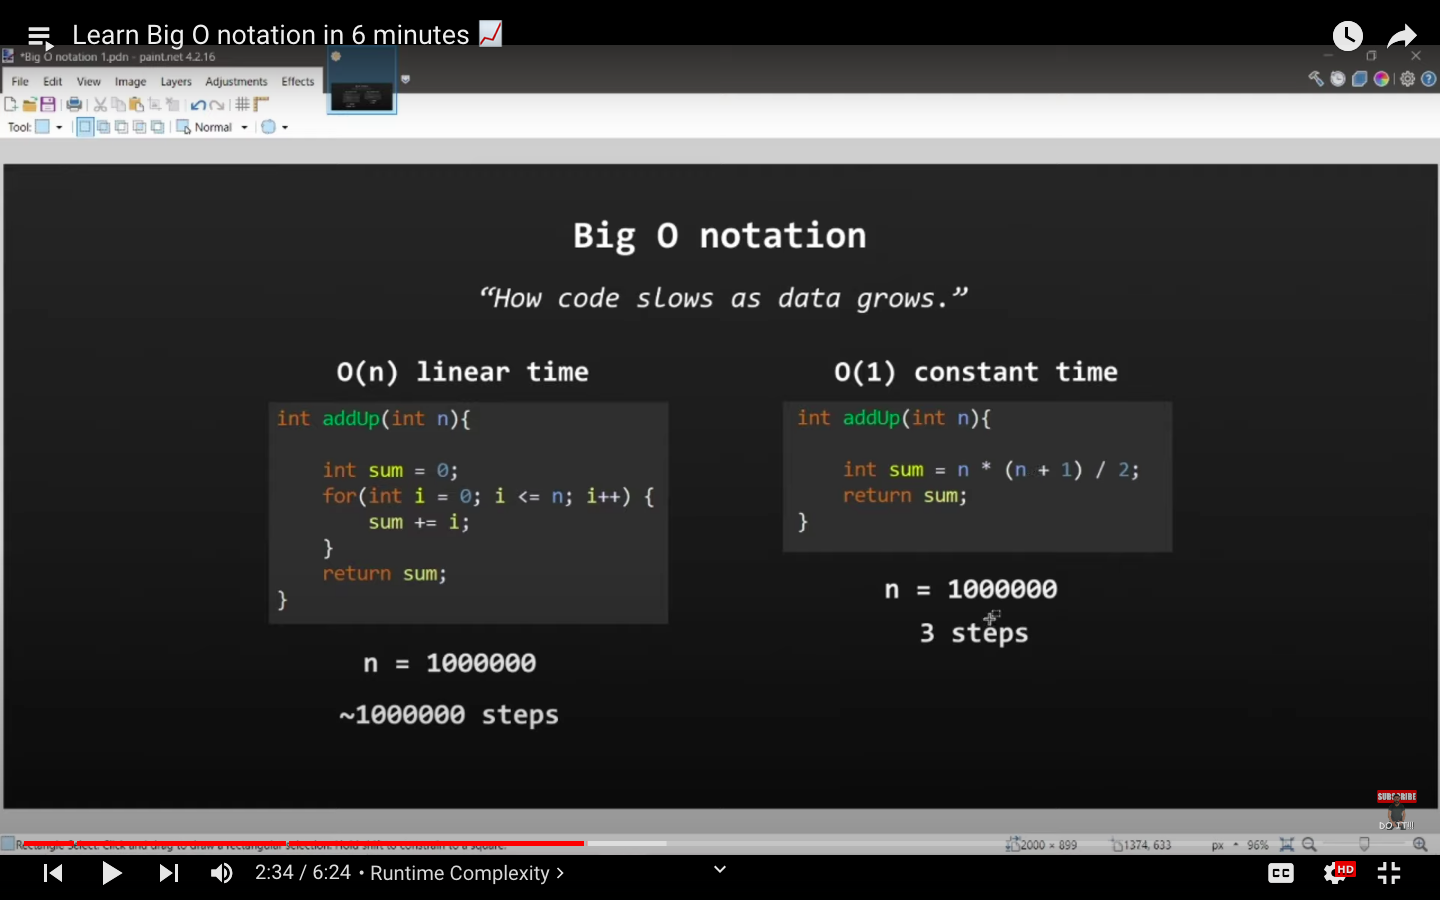 Learn Big O notation in 6 minutes 📈
*Big O notation 1.pdn - paint.net 4.2.16
File Edit View Image Layers Adjustments Effects
Tool: Normal
Big O notation
“How code slows as data grows.”
O(n) linear time
int addUp(int n){
int sum = 0;
for(int i = 0; i <= n; i++) {
sum += i;
}
return sum;
}
n = 1000000
~1000000 steps
O(1) constant time
int addUp(int n){
int sum = n * (n + 1) / 2;
return sum;
}
n = 1000000
3 steps
SUBSCRIBE
DO IT!!!
Rectangle Select: Click and drag to draw a rectangular selection. Hold shift to constrain to a square.
2000 × 899 1374, 633 px 96%
2:34 / 6:24 • Runtime Complexity ›
CC HD